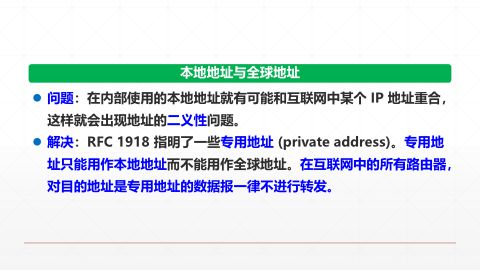 本地地址与全球地址
问题：在内部使用的本地地址就有可能和互联网中某个 IP 地址重合，
这样就会出现地址的二义性问题。
解决：RFC 1918 指明了一些专用地址 (private address)。专用地
址只能用作本地地址而不能用作全球地址。在互联网中的所有路由器，
对目的地址是专用地址的数据报一律不进行转发。